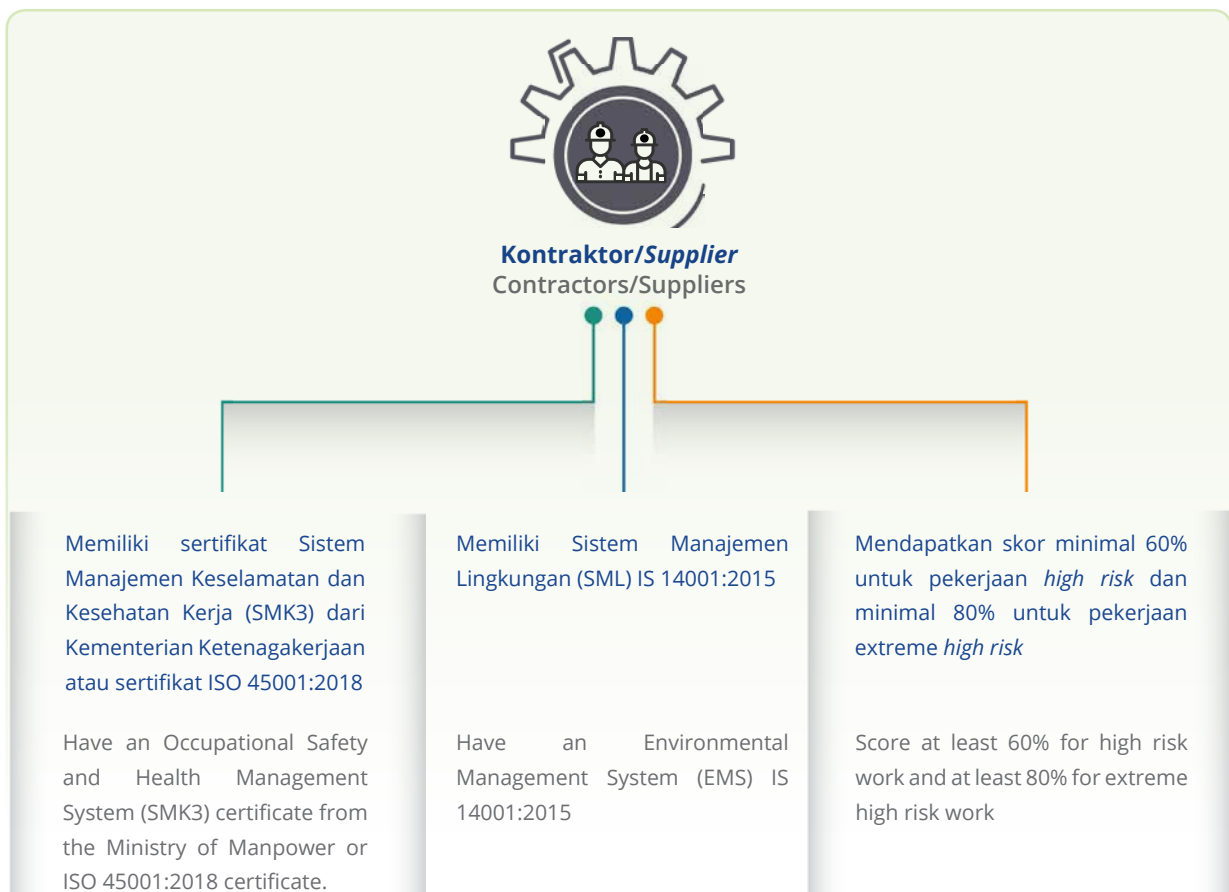 Kontraktor/Supplier
Contractors/Suppliers
Memiliki sertifikat Sistem
Manajemen Keselamatan dan
Kesehatan Kerja (SMK3) dari
Kementerian Ketenagakerjaan
atau sertifikat ISO 45001:2018
Have an Occupational Safety
and Health Management
System (SMK3) certificate from
the Ministry of Manpower or
ISO 45001:2018 certificate.
Memiliki Sistem Manajemen
Lingkungan (SML) IS 14001:2015
Have an Environmental
Management System (EMS) IS
14001:2015
Mendapatkan skor minimal 60%
untuk pekerjaan high risk dan
minimal 80% untuk pekerjaan
extreme high risk
Score at least 60% for high risk
work and at least 80% for extreme
high risk work